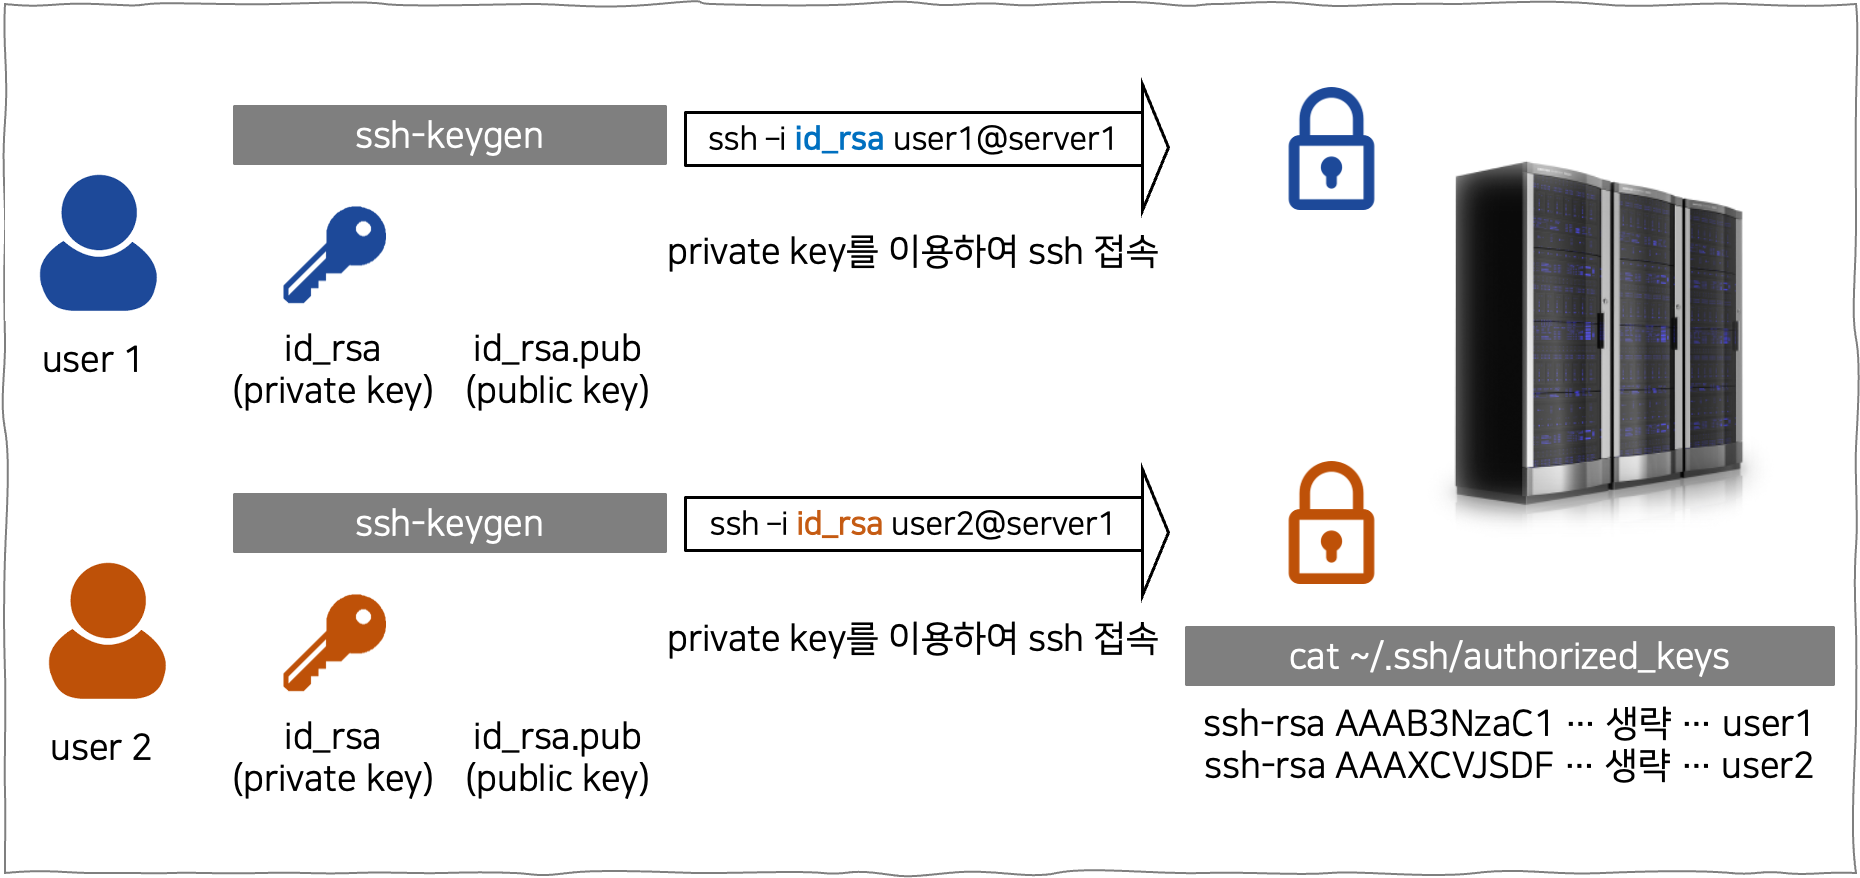 ssh-keygen
ssh –i id_rsa user1@server1
private key를 이용하여 ssh 접속
user 1
id_rsa
(private key)
id_rsa.pub
(public key)
ssh-keygen
ssh –i id_rsa user2@server1
private key를 이용하여 ssh 접속
user 2
id_rsa
(private key)
id_rsa.pub
(public key)
cat ~/.ssh/authorized_keys
ssh-rsa AAAB3NzaC1 ··· 생략 ··· user1
ssh-rsa AAAXCVJSDF ··· 생략 ··· user2